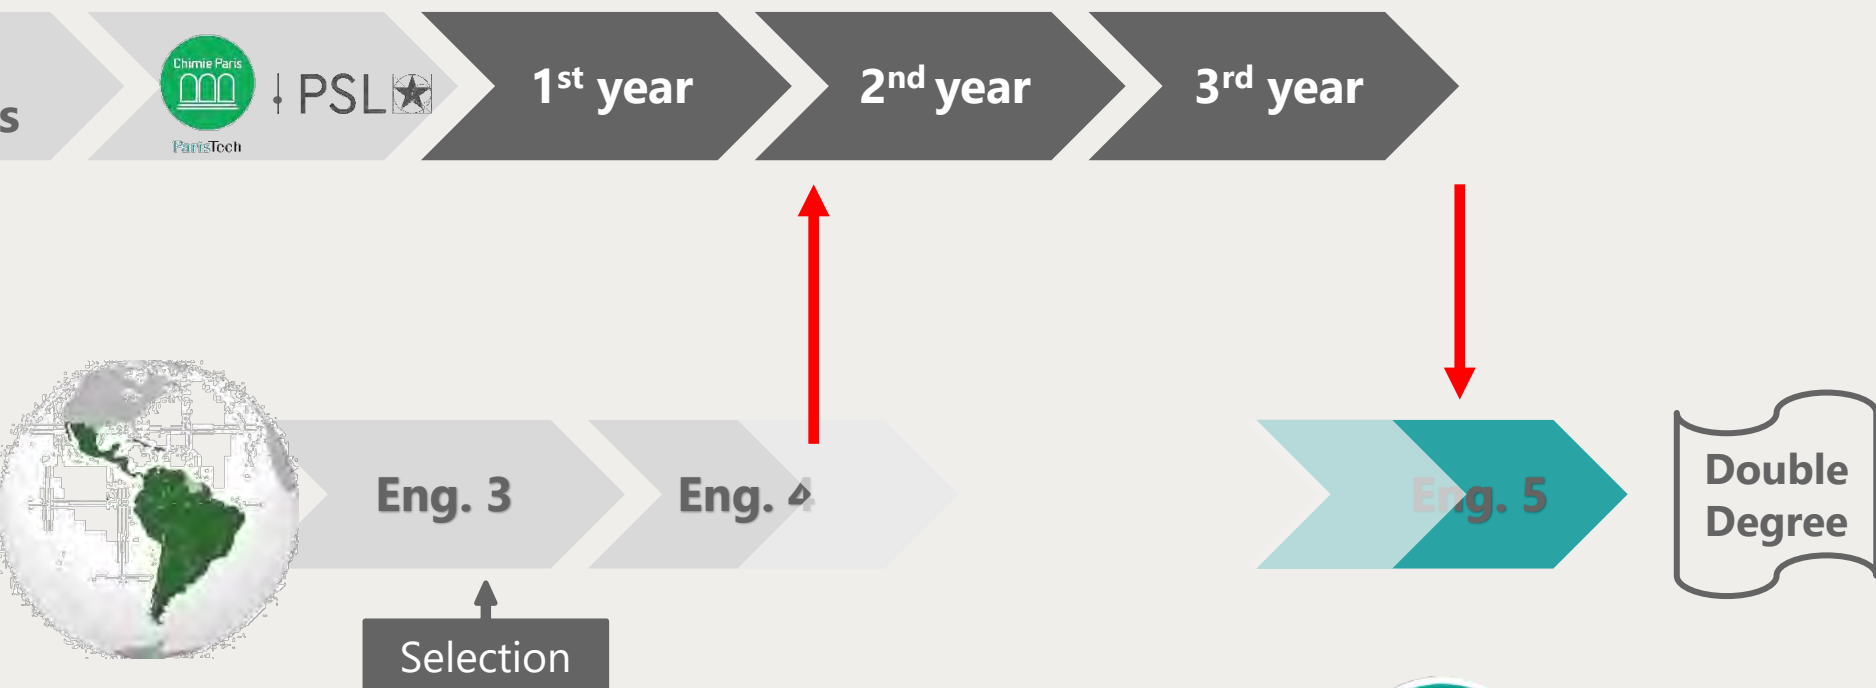 s
Chimie Paris
ParisTech
PSL
1st year
2nd year
3rd year
Eng. 3
Eng. 4
Eng. 5
Double
Degree
Selection